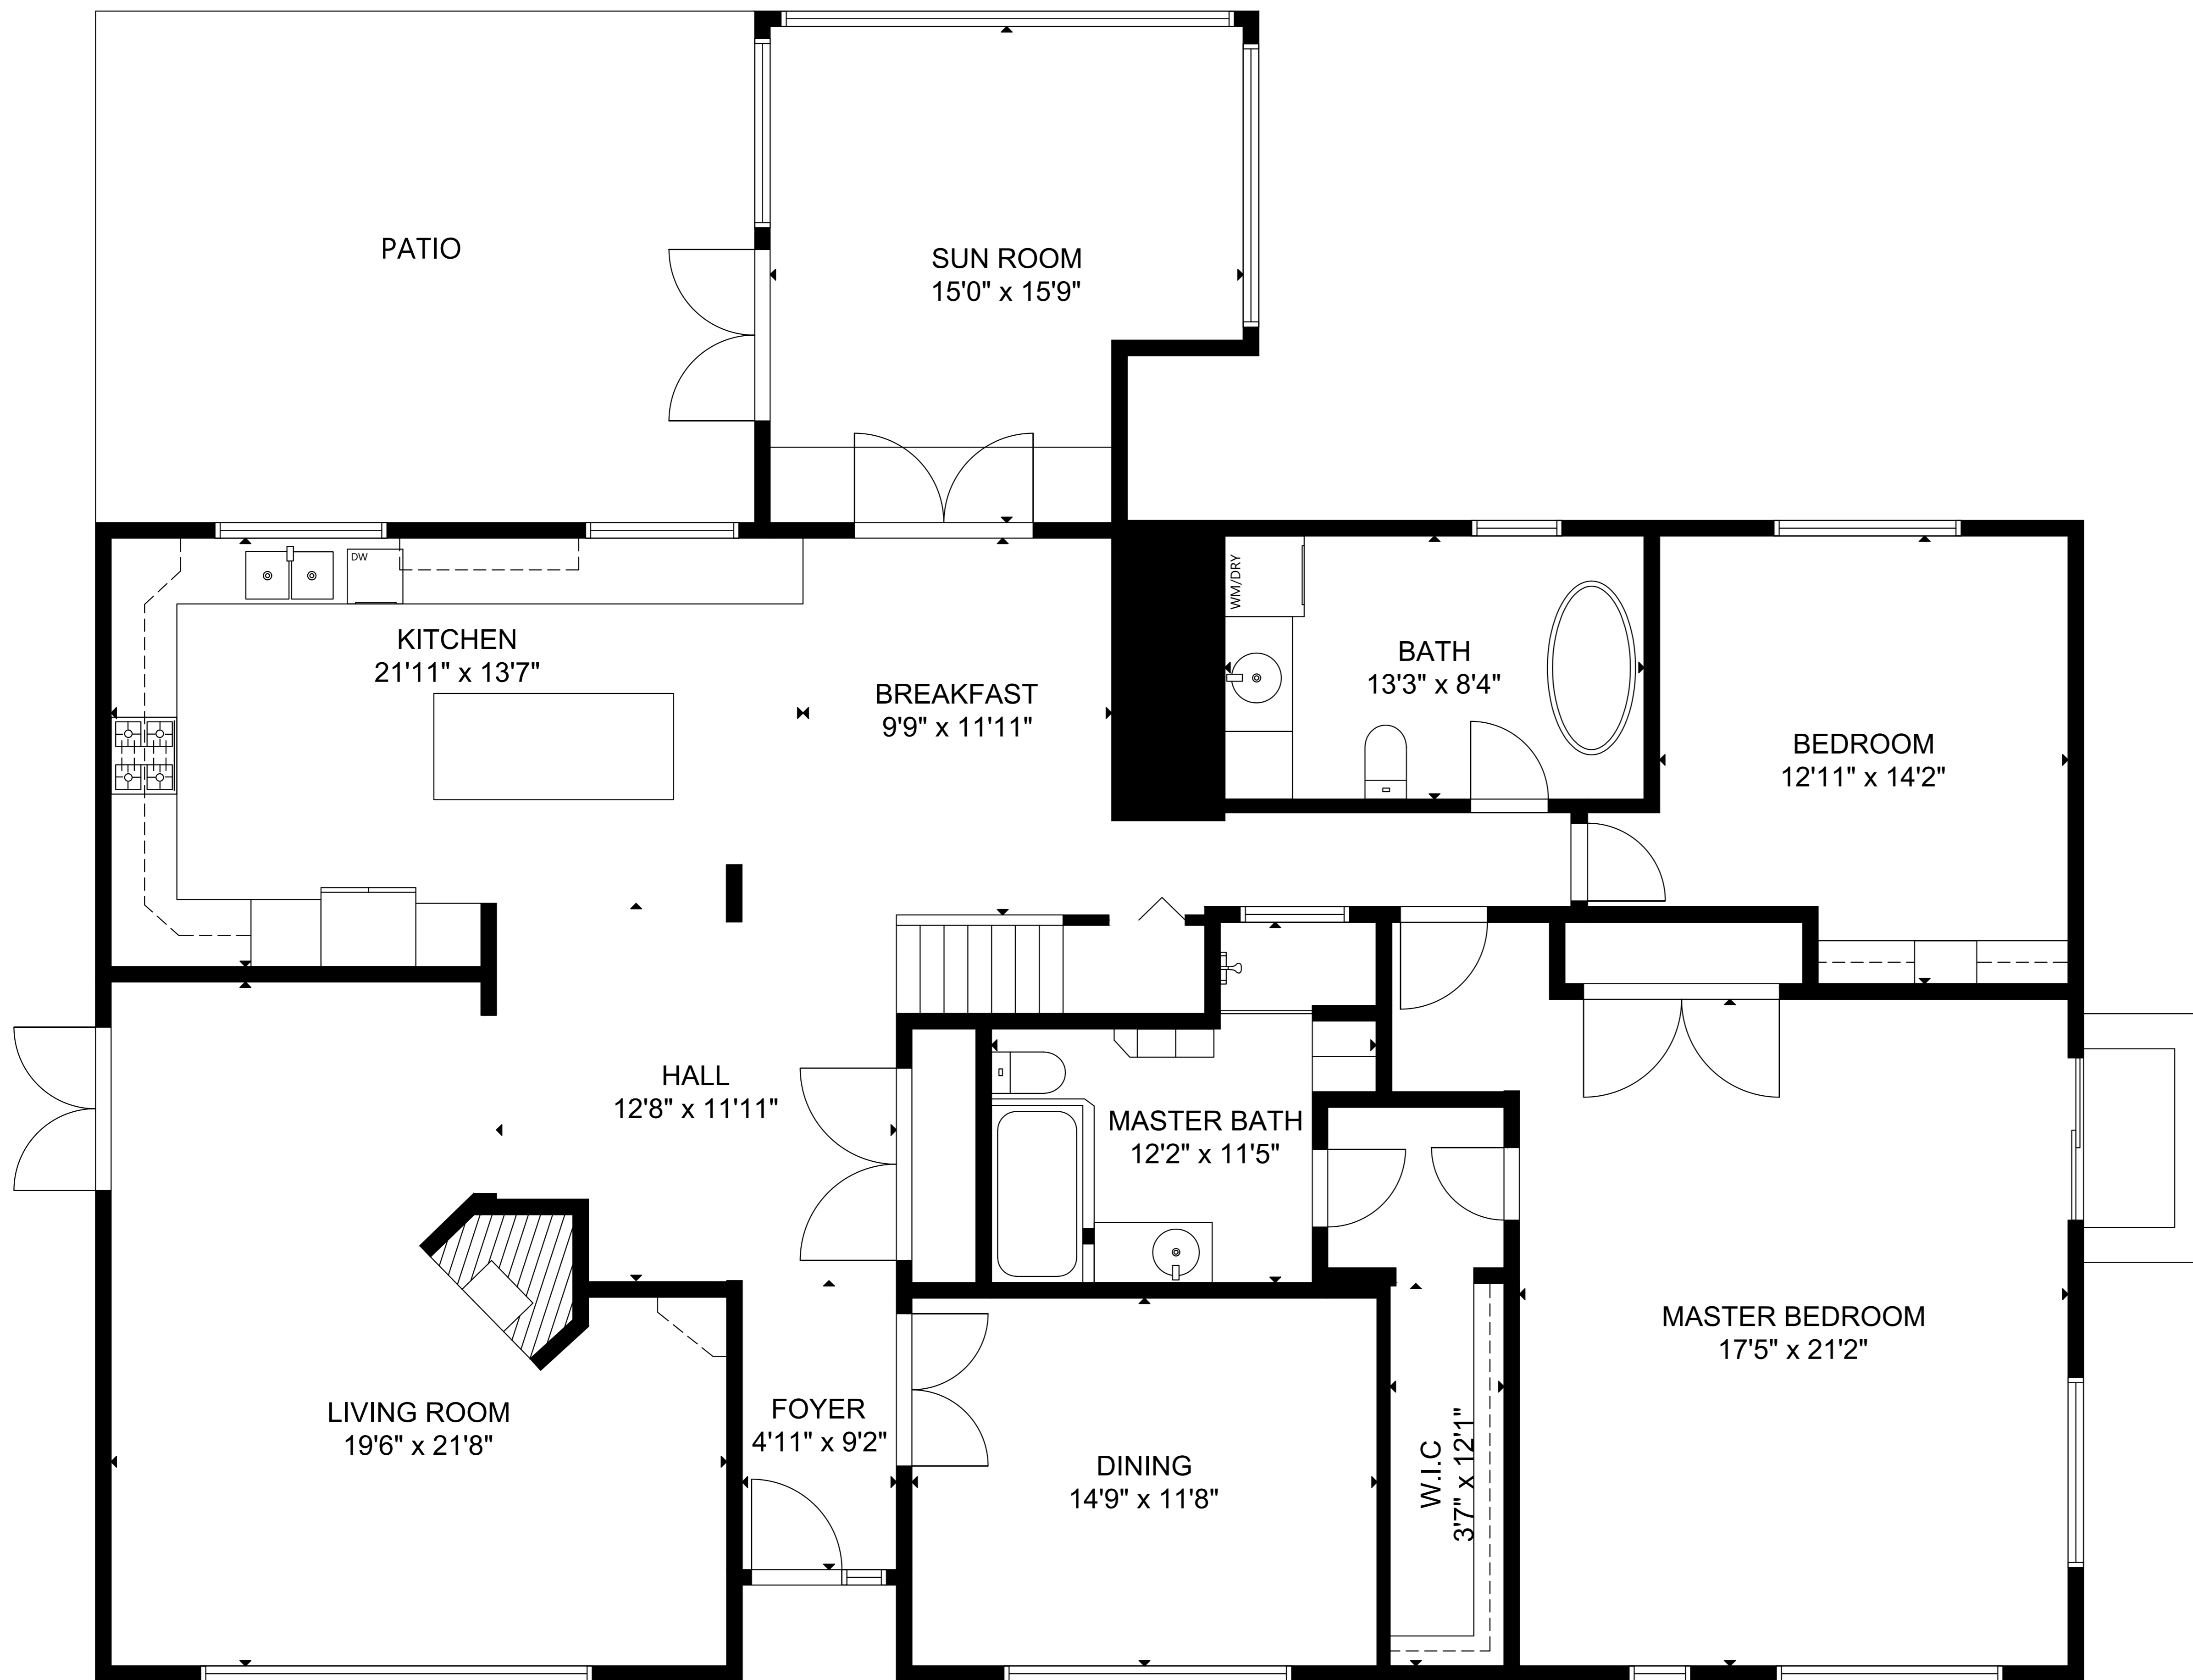 PATIO
SUN ROOM
15'0" x 15'9"
DW
KITCHEN
21'11" x 13'7"
BREAKFAST
9'9" x 11'11"
WM/DRY
BATH
13'3" x 8'4"
BEDROOM
12'11" x 14'2"
HALL
12'8" x 11'11"
MASTER BATH
12'2" x 11'5"
MASTER BEDROOM
17'5" x 21'2"
LIVING ROOM
19'6" x 21'8"
FOYER
4'11" x 9'2"
DINING
14'9" x 11'8"
W.I.C
3'7" x 12'1"